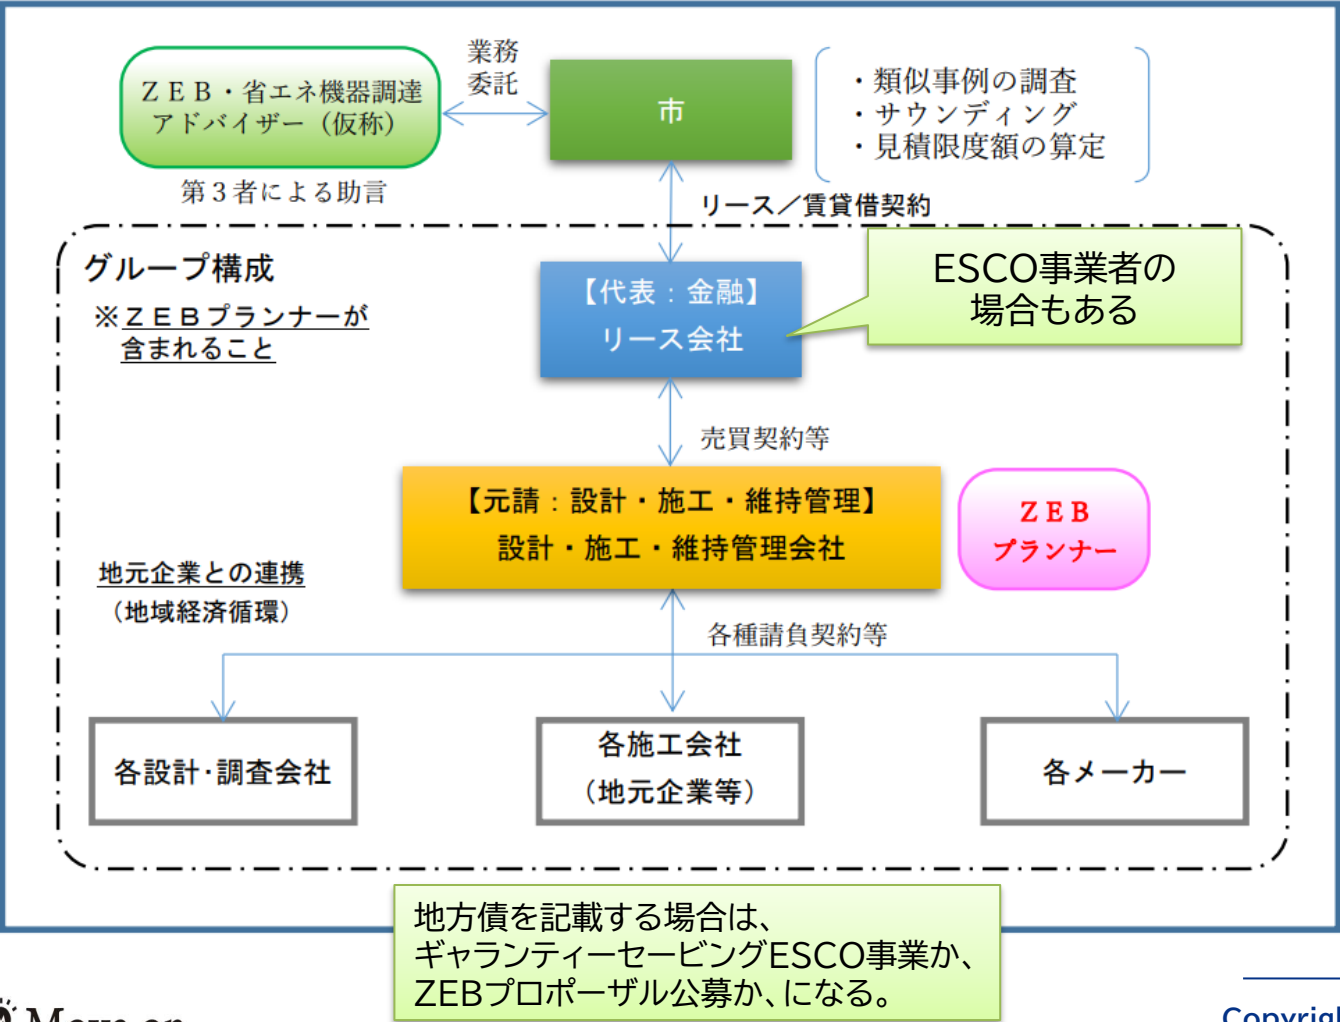 業務
委託
ＺＥＢ・省エネ機器調達
アドバイザー（仮称）
第３者による助言
市
・類似事例の調査
・サウンディング
・見積限度額の算定
リース／賃貸借契約
グループ構成
※ＺＥＢプランナーが
含まれること
【代表：金融】
リース会社
ESCO事業者の
場合もある
売買契約等
【元請：設計・施工・維持管理】
設計・施工・維持管理会社
ＺＥＢ
プランナー
地元企業との連携
（地域経済循環）
各種請負契約等
各設計･調査会社
各施工会社
（地元企業等）
各メーカー
地方債を記載する場合は、
ギャランティーセービングESCO事業か、
ZEBプロポーザル公募か、になる。